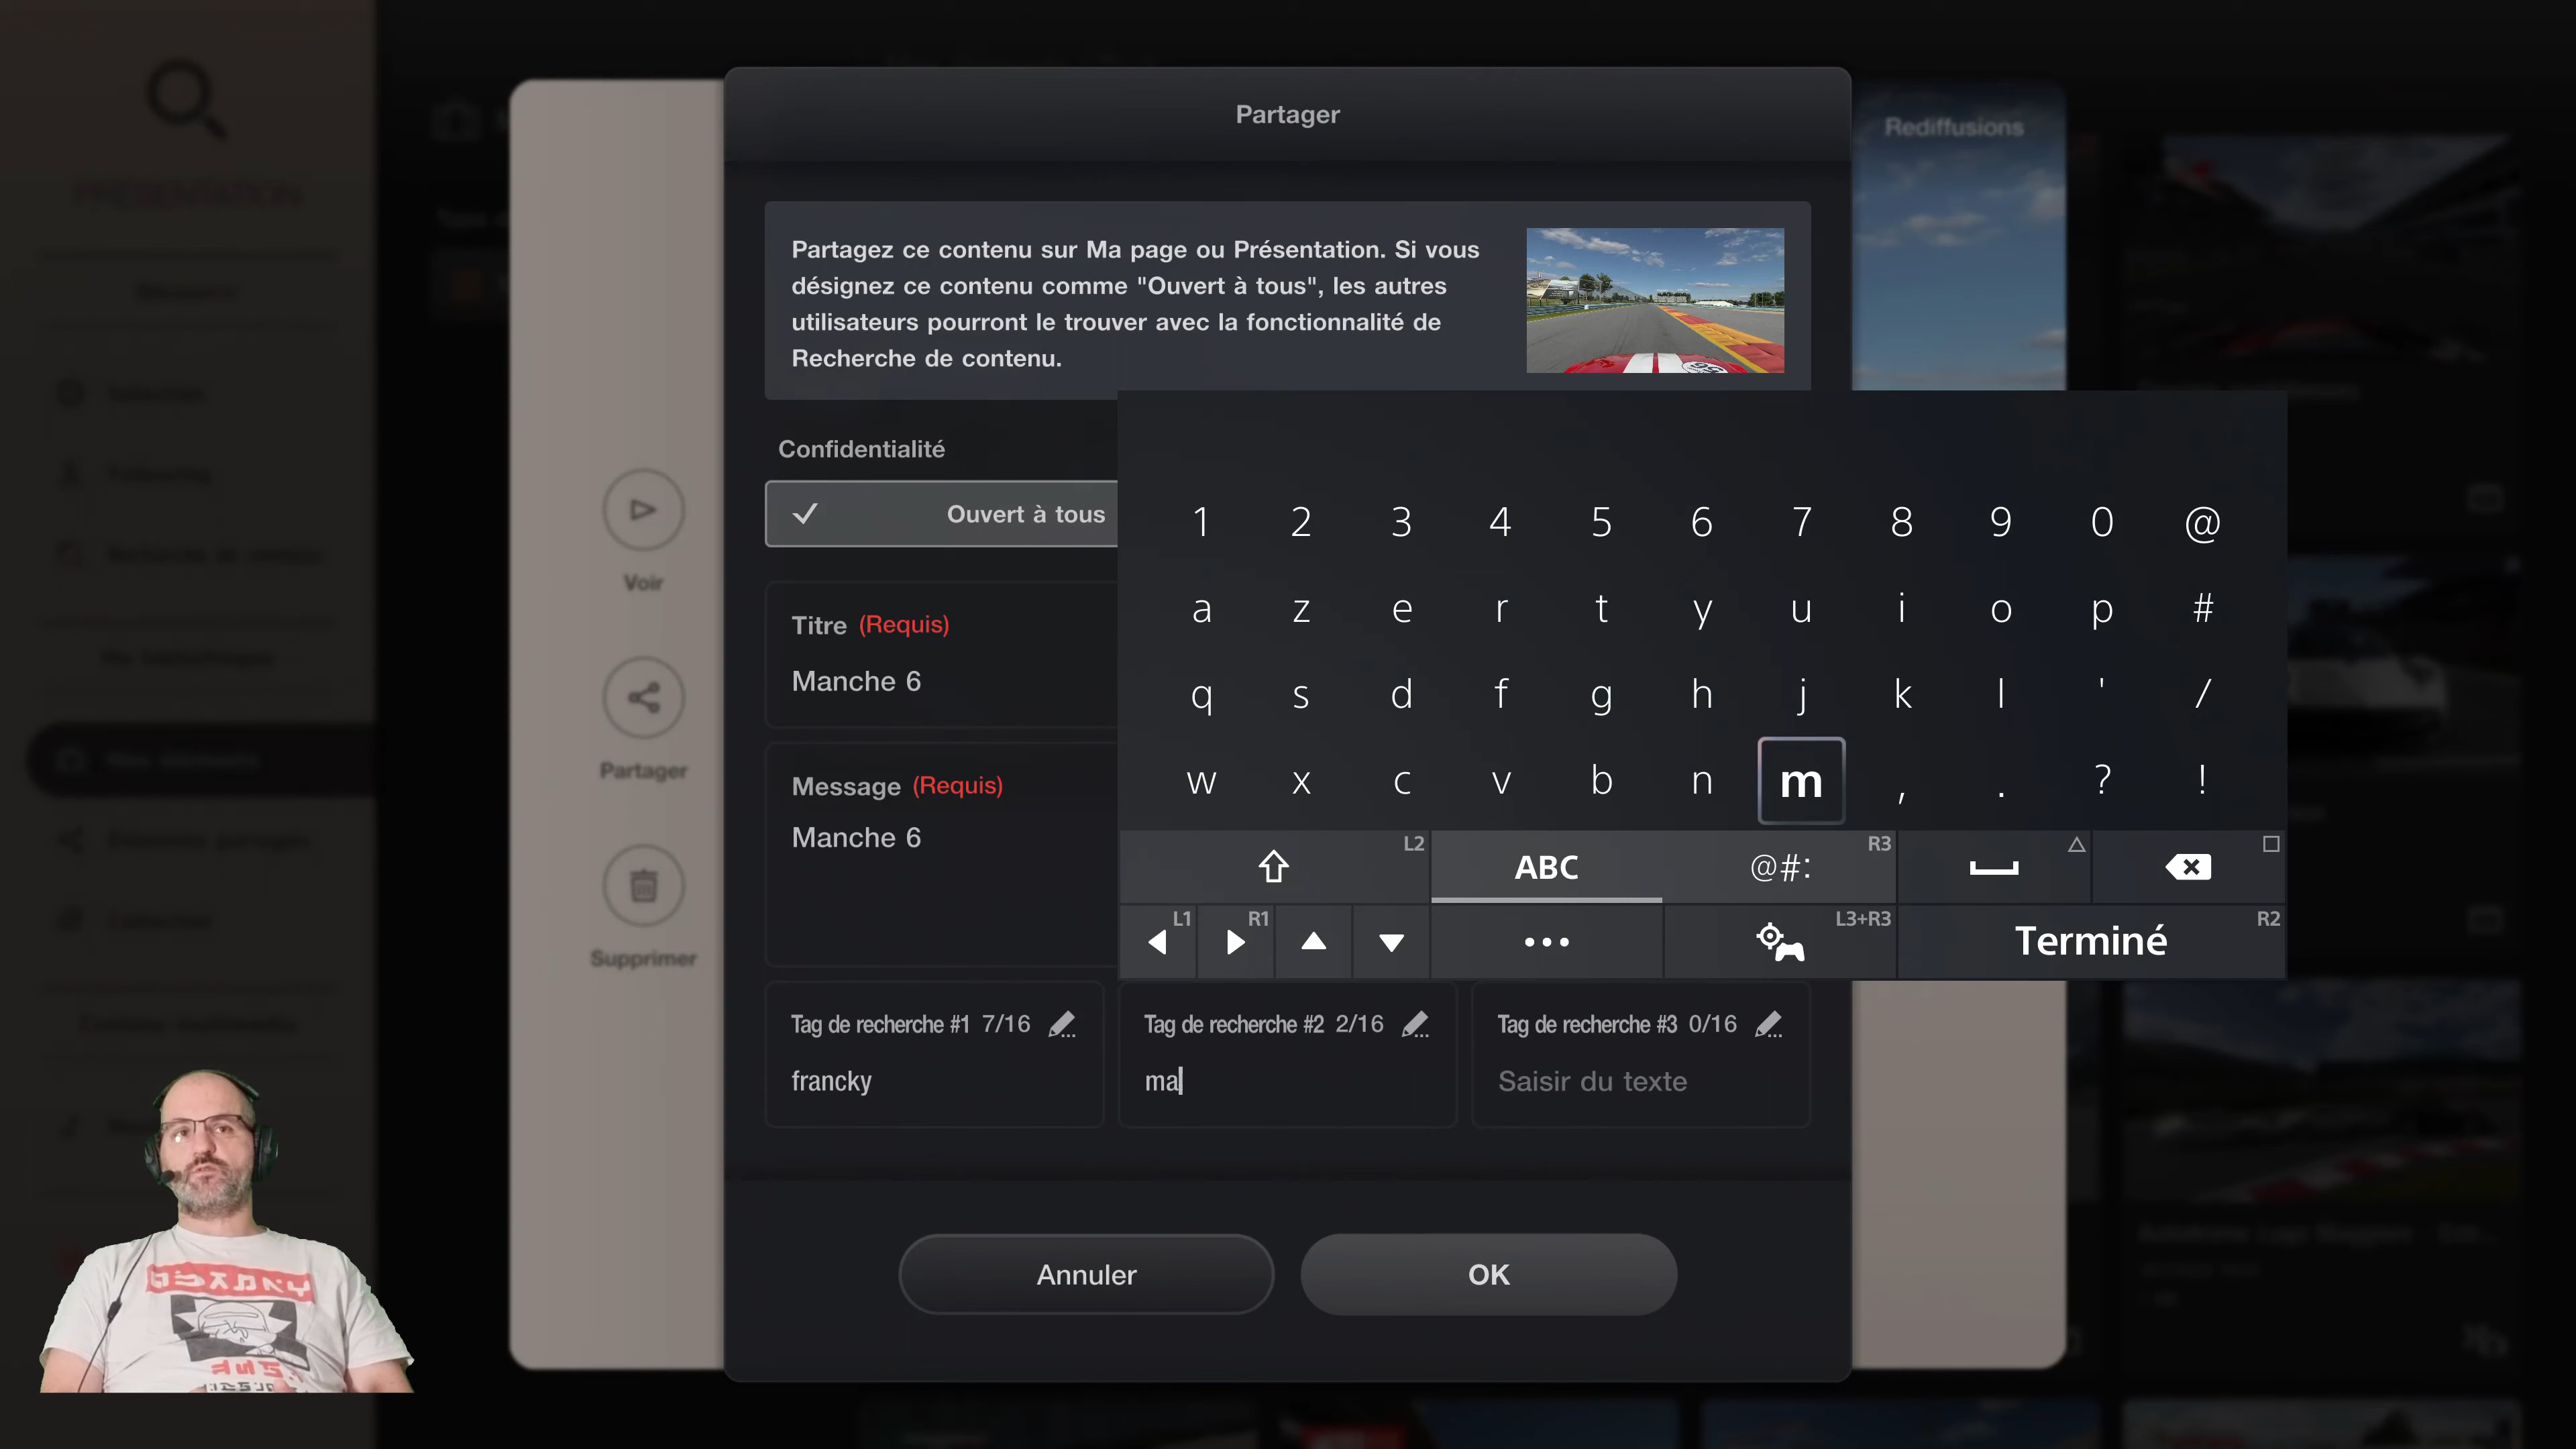 Partager
Rediffusions
PRÉSENTATION
Partagez ce contenu sur Ma page ou Présentation. Si vous
désignez ce contenu comme "Ouvert à tous", les autres
utilisateurs pourront le trouver avec la fonctionnalité de
Recherche de contenu.
Confidentialité
Ouvert à tous
Voir
Partager
Supprimer
Titre (Requis)
Manche 6
Message (Requis)
Manche 6
1 2 3 4 5 6 7 8 9 0 @
a z e r t y u i o p #
q s d f g h j k l ' /
w x c v b n m , . ? !
L2 ABC @#: R3
L1 R1 ... L3+R3 Terminé R2
Tag de recherche #1 7/16
francky
Tag de recherche #2 2/16
ma
Tag de recherche #3 0/16
Saisir du texte
Annuler
OK